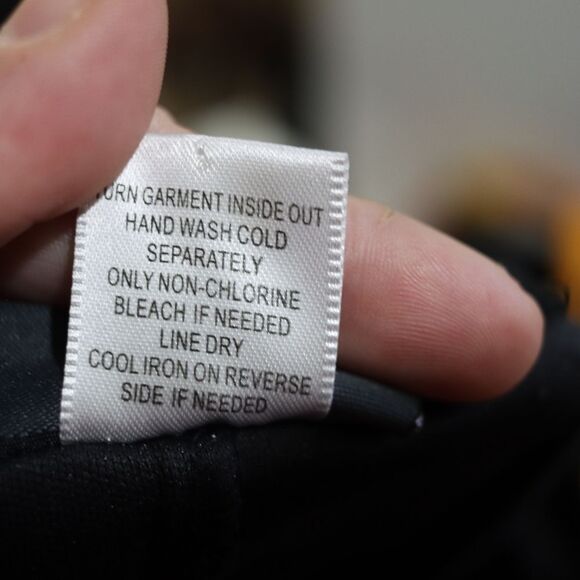 TURN GARMENT INSIDE OUT
HAND WASH COLD
SEPARATELY
ONLY NON-CHLORINE
BLEACH IF NEEDED
LINE DRY
COOL IRON ON REVERSE
SIDE IF NEEDED